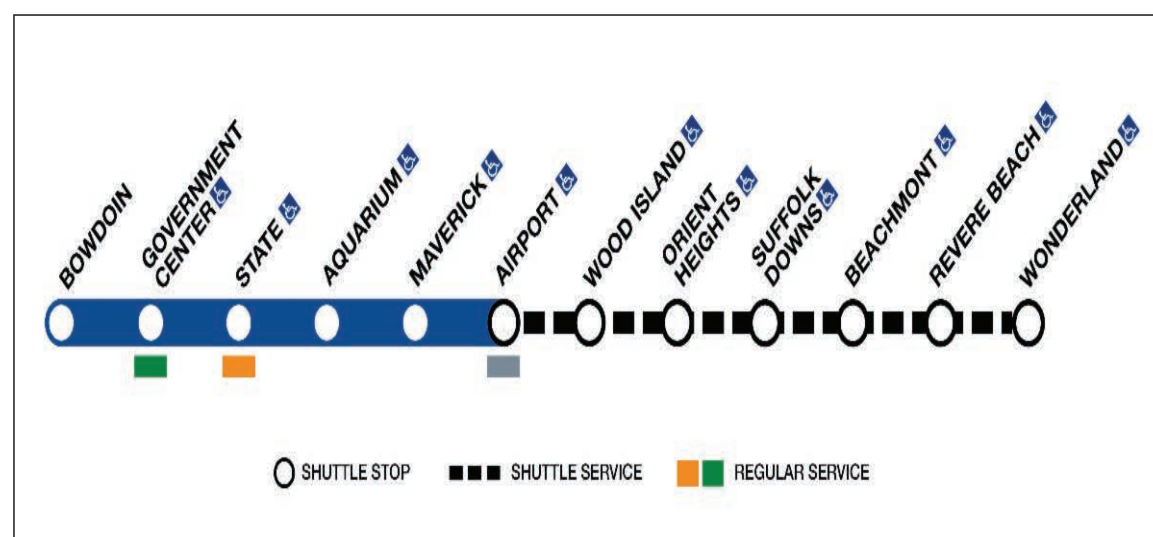 BOWDOIN
GOVERNMENT
CENTER
STATE
AQUARIUM
MAVERICK
AIRPORT
WOOD ISLAND
ORIENT
HEIGHTS
SUFFOLK
DOWNS
BEACHMONT
REVERE BEACH
WONDERLAND
SHUTTLE STOP
SHUTTLE SERVICE
REGULAR SERVICE